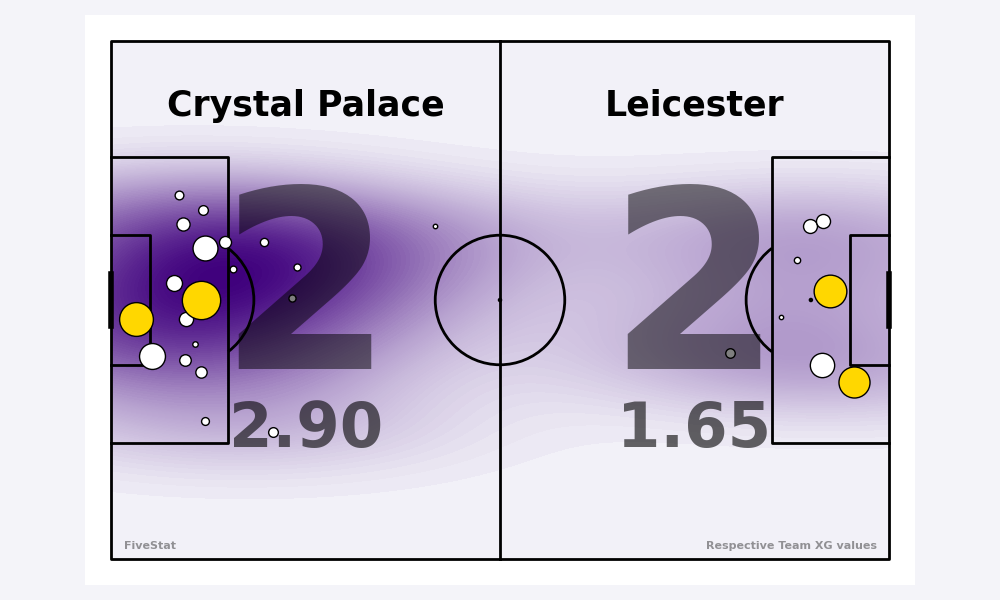 Crystal Palace
Leicester
2
2
2.90
1.65
FiveStat
Respective Team XG values